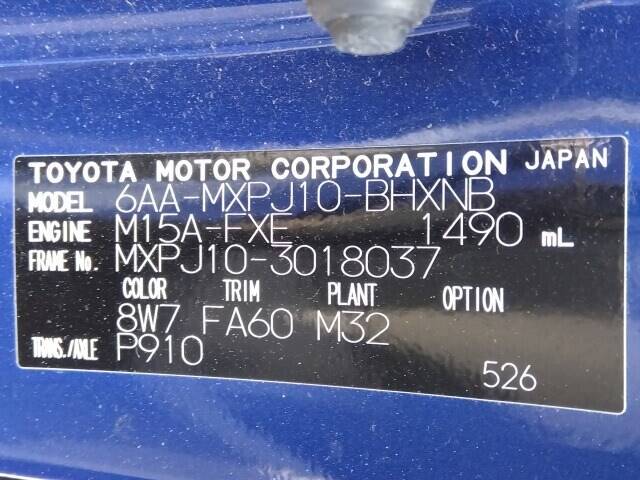 TOYOTA MOTOR CORPORATION JAPAN
MODEL 6AA-MXPJ10-BHXNB
ENGINE M15A-FXE 1490 mL
FRAME No. MXPJ10-3018037
COLOR TRIM PLANT OPTION
8W7 FA60 M32
TRANS./AXLE P910
526